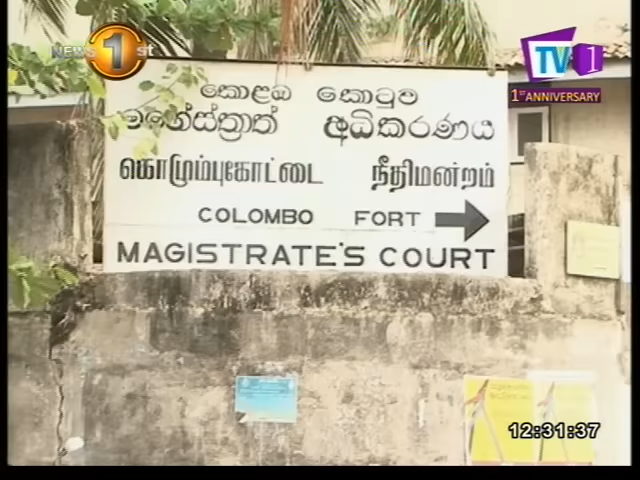 NEWS 1st
TV1
1ST ANNIVERSARY
කොළඹ කොටුව
මහේස්ත්‍රාත් අධිකරණය
கொழும்புகோட்டை நீதிமன்றம்
COLOMBO FORT
MAGISTRATE'S COURT
12:31:37